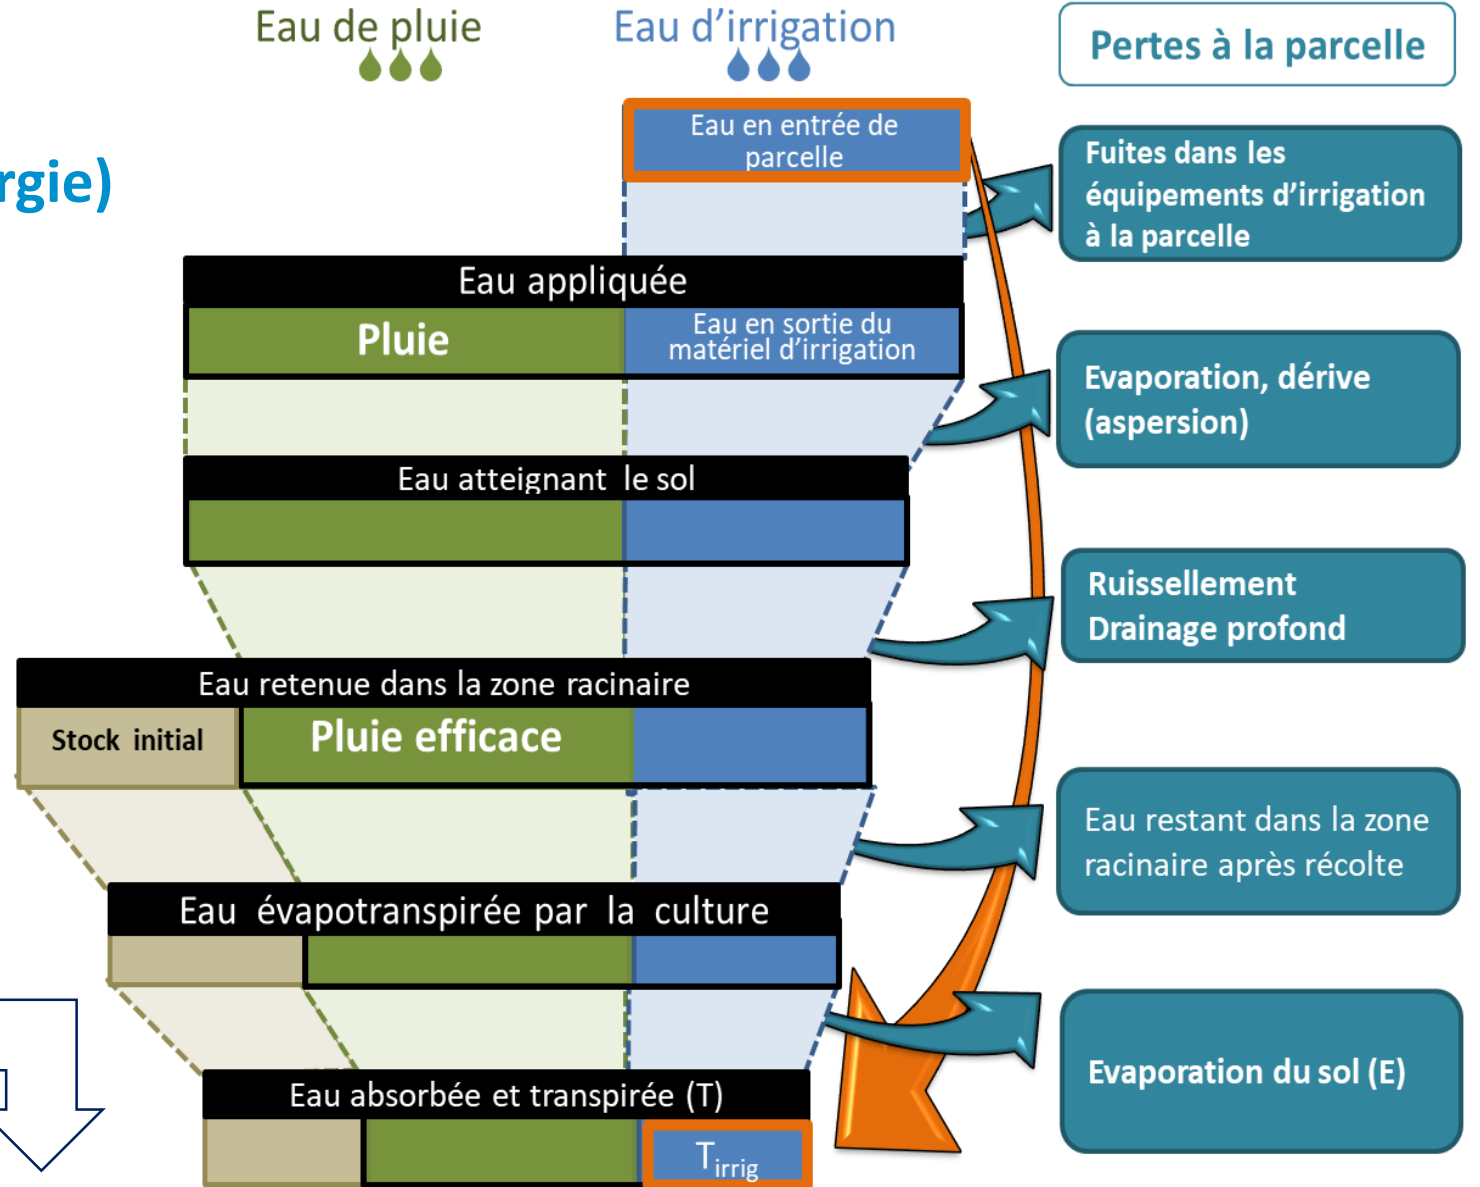 Eau de pluie
Eau d’irrigation
Pertes à la parcelle
rgie)
Eau en entrée de
parcelle
Fuites dans les
équipements d’irrigation
à la parcelle
Eau appliquée
Pluie
Eau en sortie du
matériel d’irrigation
Evaporation, dérive
(aspersion)
Eau atteignant le sol
Ruissellement
Drainage profond
Eau retenue dans la zone racinaire
Stock initial
Pluie efficace
Eau restant dans la zone
racinaire après récolte
Eau évapotranspirée par la culture
Evaporation du sol (E)
Eau absorbée et transpirée (T)
Tirrig